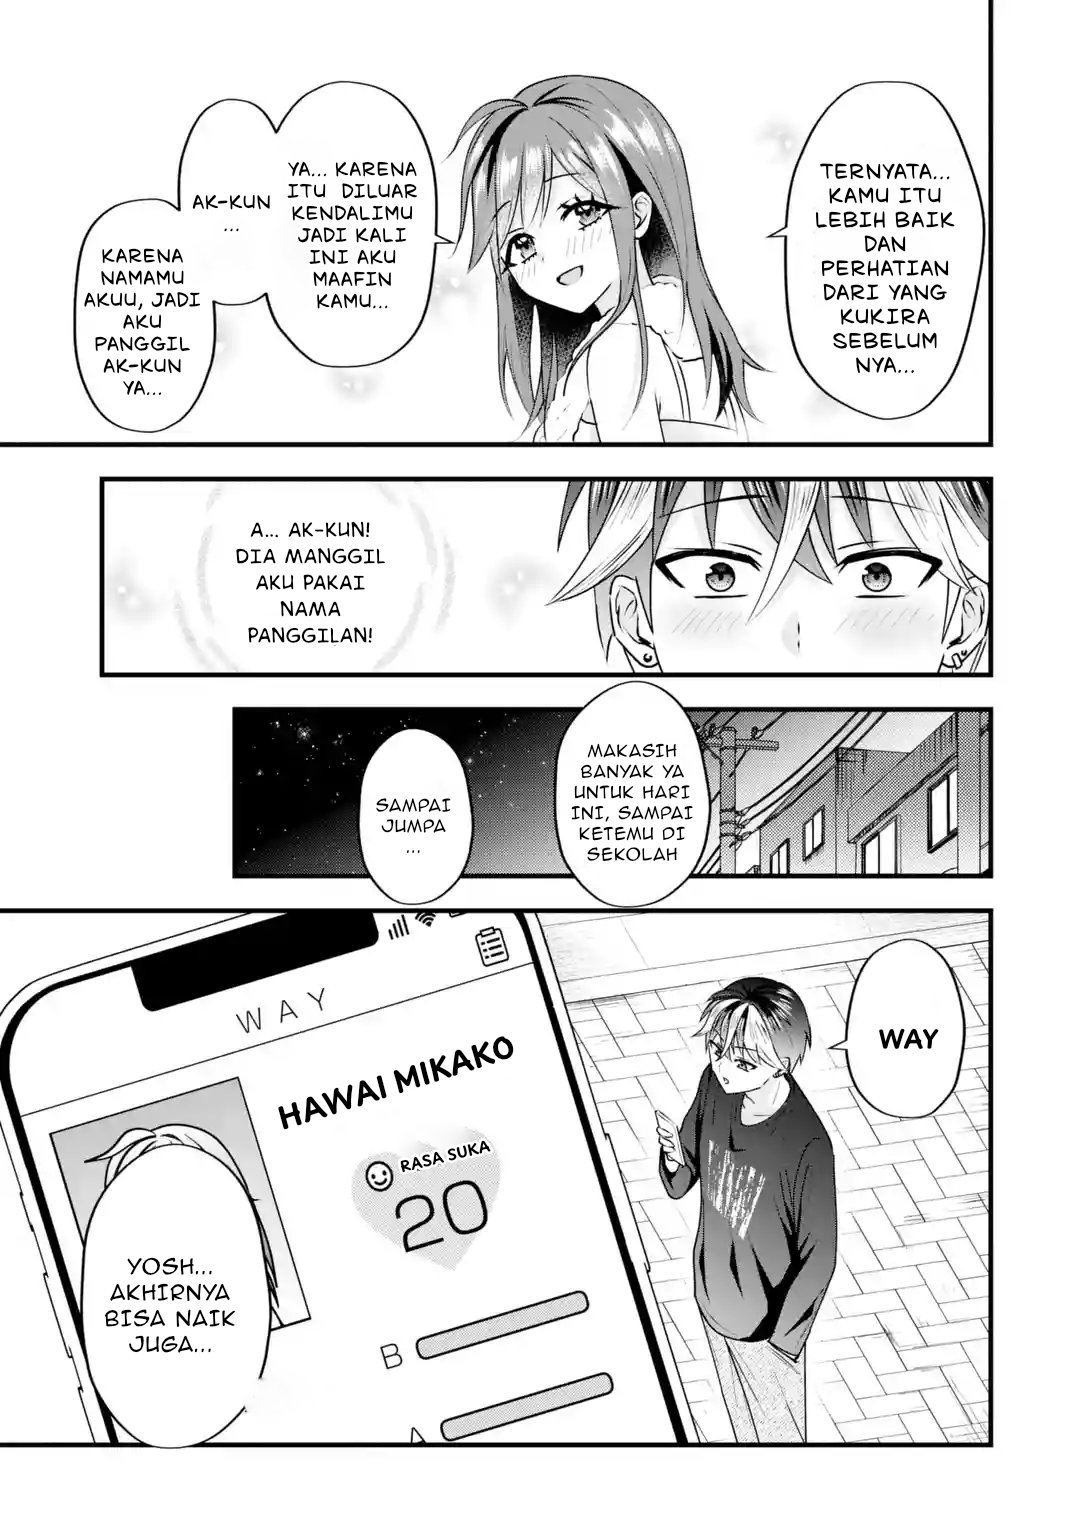 TERNYATA...
KAMU ITU
LEBIH BAIK
DAN
PERHATIAN
DARI YANG
KUKIRA
SEBELUM
NYA...
YA... KARENA
ITU DILUAR
KENDALIMU
JADI KALI
INI AKU
MAAFIN
KAMU...
AK-KUN
...
KARENA
NAMAMU
AKUU, JADI
AKU
PANGGIL
AK-KUN
YA...
A... AK-KUN!
DIA MANGGIL
AKU PAKAI
NAMA
PANGGILAN!
MAKASIH
BANYAK YA
UNTUK HARI
INI, SAMPAI
KETEMU DI
SEKOLAH
SAMPAI
JUMPA
...
WAY
WAY
HAWAI MIKAKO
RASA SUKA
20
B
A
YOSH...
AKHIRNYA
BISA NAIK
JUGA...